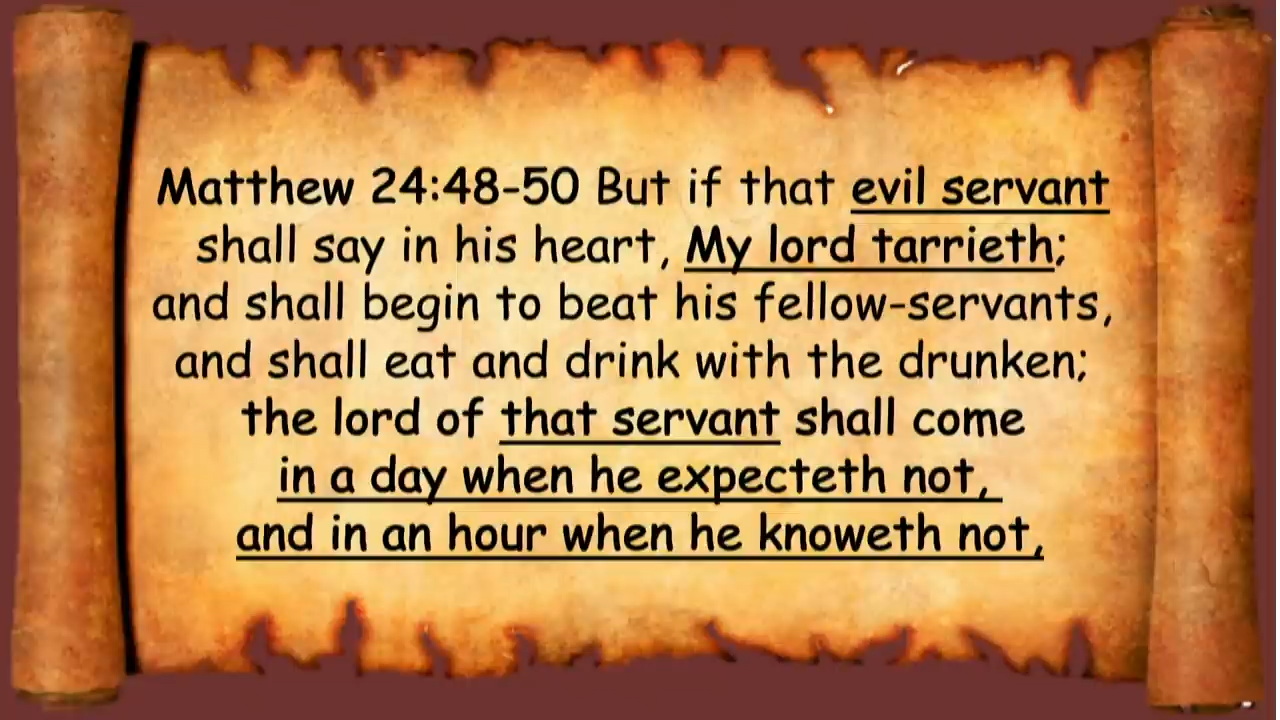 Matthew 24:48-50 But if that evil servant
shall say in his heart, My lord tarrieth;
and shall begin to beat his fellow-servants,
and shall eat and drink with the drunken;
the lord of that servant shall come
in a day when he expecteth not,
and in an hour when he knoweth not,